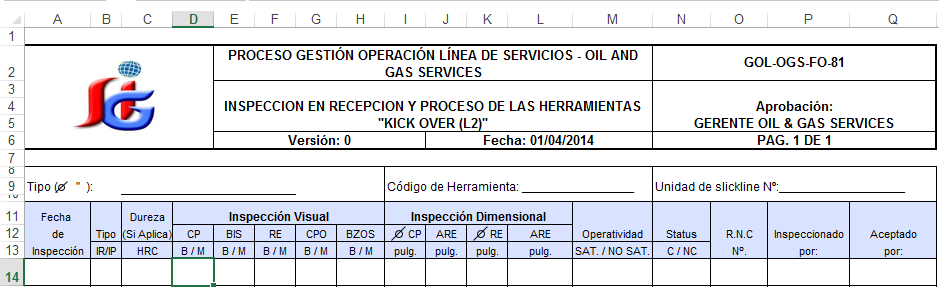 A B C D E F G H I J K L M N O P Q
1
2 PROCESO GESTIÓN OPERACIÓN LÍNEA DE SERVICIOS - OIL AND
GAS SERVICES
GOL-OGS-FO-81
3
4 INSPECCION EN RECEPCION Y PROCESO DE LAS HERRAMIENTAS Aprobación:
5 "KICK OVER (L2)" GERENTE OIL & GAS SERVICES
6 Versión: 0 Fecha: 01/04/2014 PAG. 1 DE 1
7
8
9 Tipo (Ø " ): ____________________ Código de Herramienta: ________________ Unidad de slickline Nº:__________________
10
11 Fecha Dureza Inspección Visual Inspección Dimensional
12 de Tipo (Si Aplica) CP BIS RE CPO BZOS Ø CP ARE Ø RE ARE Operatividad Status R.N.C Inspeccionado Aceptado
13 Inspección IR/IP HRC B / M B / M B / M B / M B / M pulg. pulg. pulg. pulg. SAT. / NO SAT. C / NC Nº. por: por:
14